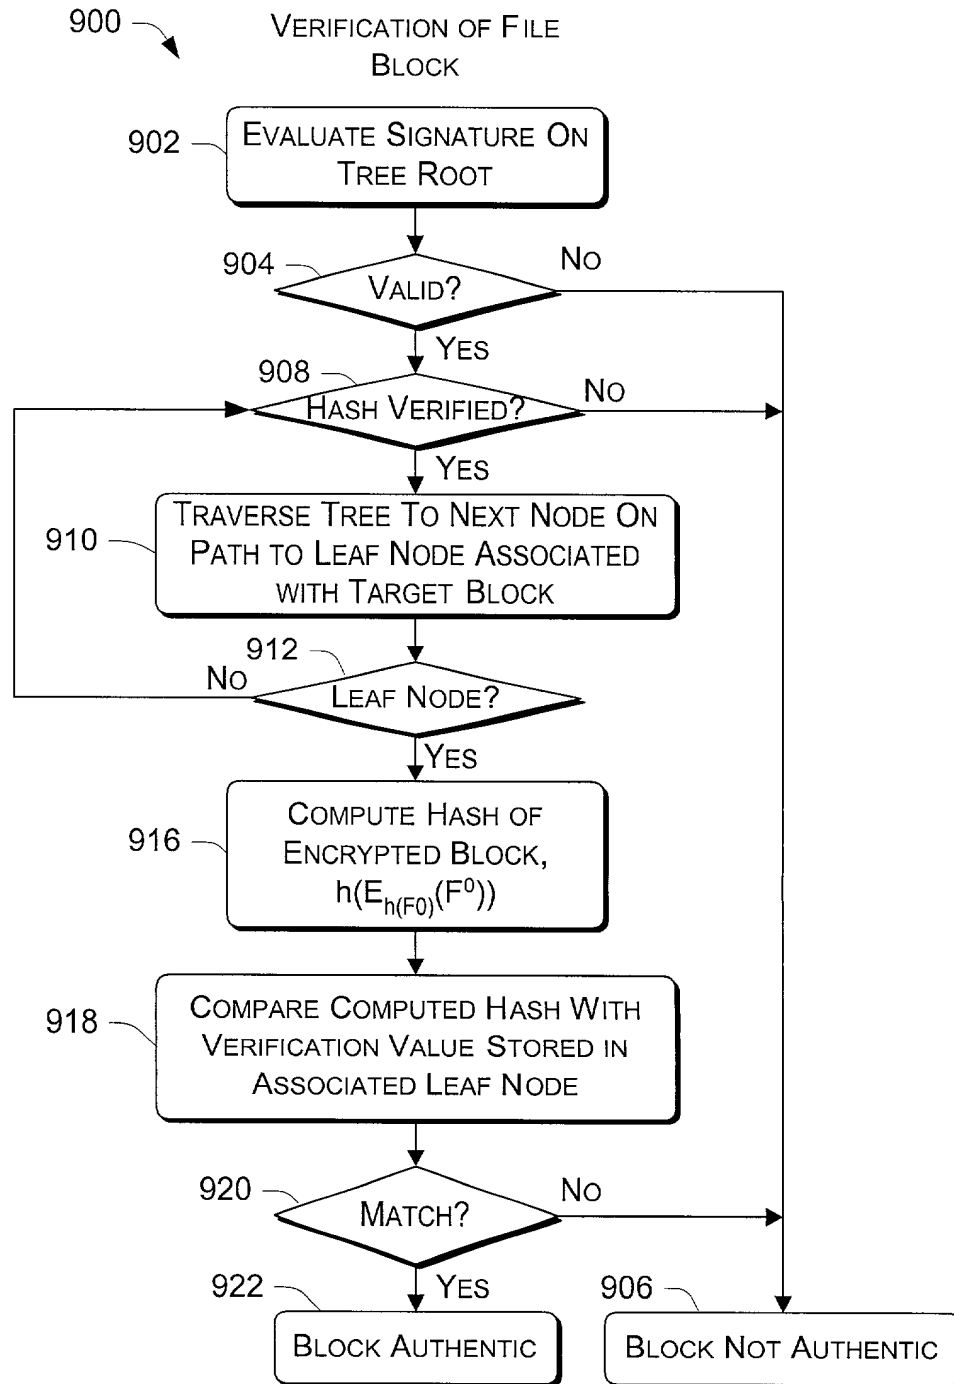 900
VERIFICATION OF FILE
BLOCK
902
EVALUATE SIGNATURE ON
TREE ROOT
904
VALID?
NO
YES
908
HASH VERIFIED?
NO
YES
910
TRAVERSE TREE TO NEXT NODE ON
PATH TO LEAF NODE ASSOCIATED
WITH TARGET BLOCK
912
NO
LEAF NODE?
YES
916
COMPUTE HASH OF
ENCRYPTED BLOCK,
h(E_{h(F0)}(F^0))
918
COMPARE COMPUTED HASH WITH
VERIFICATION VALUE STORED IN
ASSOCIATED LEAF NODE
920
MATCH?
NO
YES
922
BLOCK AUTHENTIC
906
BLOCK NOT AUTHENTIC